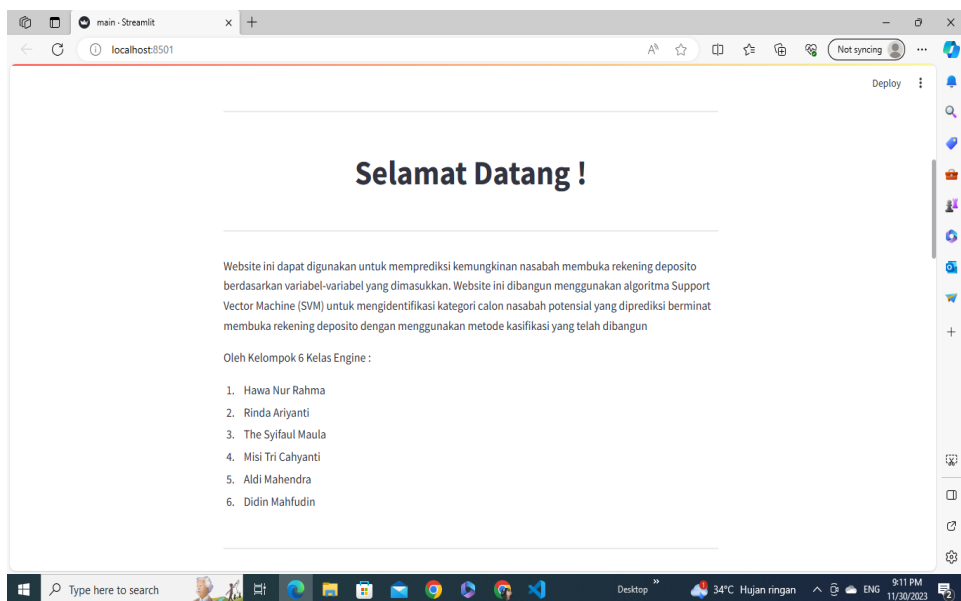 main · Streamlit
localhost:8501
Not syncing
Deploy
Selamat Datang !
Website ini dapat digunakan untuk memprediksi kemungkinan nasabah membuka rekening deposito
berdasarkan variabel-variabel yang dimasukkan. Website ini dibangun menggunakan algoritma Support
Vector Machine (SVM) untuk mengidentifikasi kategori calon nasabah potensial yang diprediksi berminat
membuka rekening deposito dengan menggunakan metode kasifikasi yang telah dibangun
Oleh Kelompok 6 Kelas Engine :
1. Hawa Nur Rahma
2. Rinda Ariyanti
3. The Syifaul Maula
4. Misi Tri Cahyanti
5. Aldi Mahendra
6. Didin Mahfudin
Type here to search
Desktop
34°C Hujan ringan
ENG
9:11 PM
11/30/2023
2